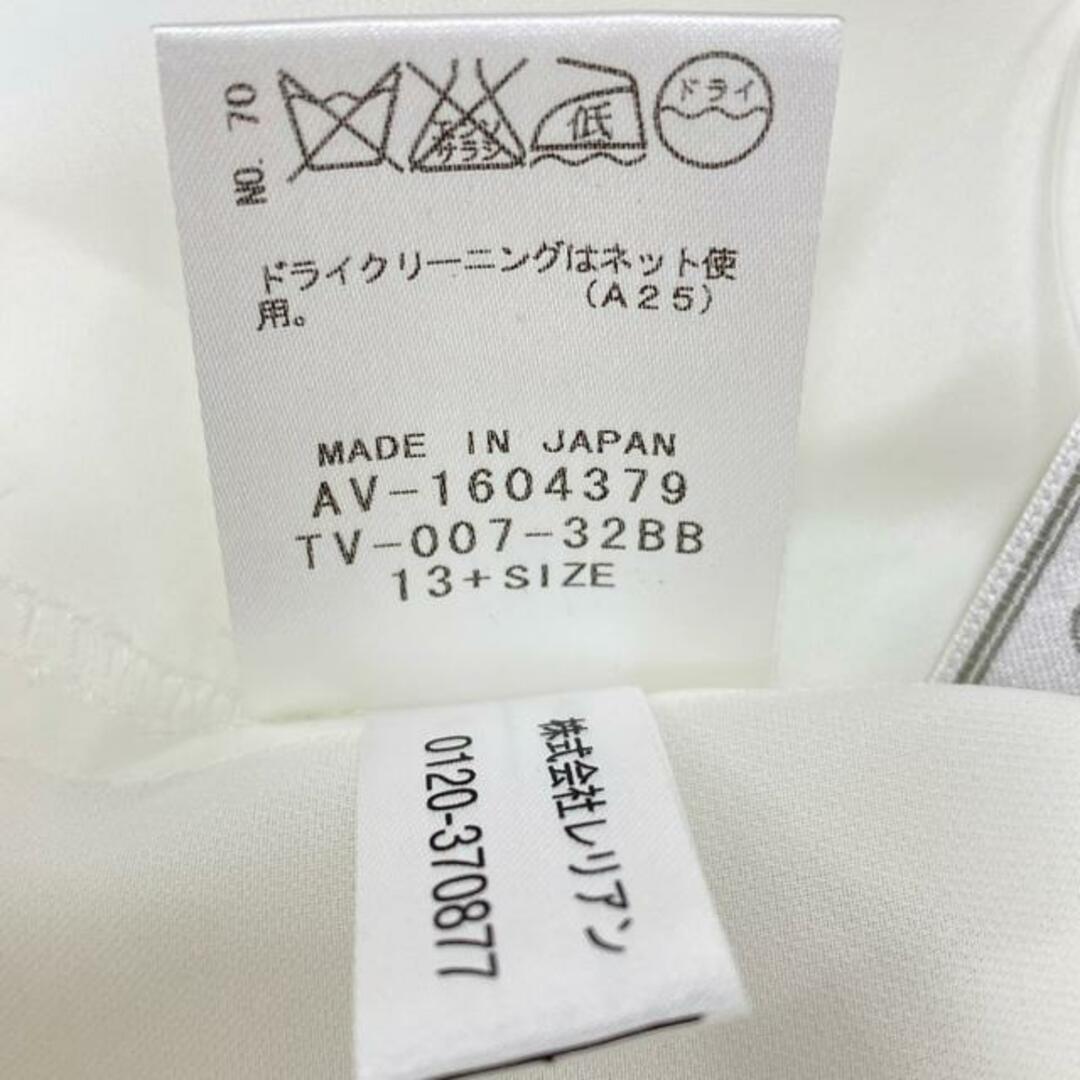 NO. 70
エンソ
サラシ
低
ドライ
ドライクリーニングはネット使
用。 (A25)
MADE IN JAPAN
AV-1604379
TV-007-32BB
13+SIZE
株式会社レリアン
0120-370877